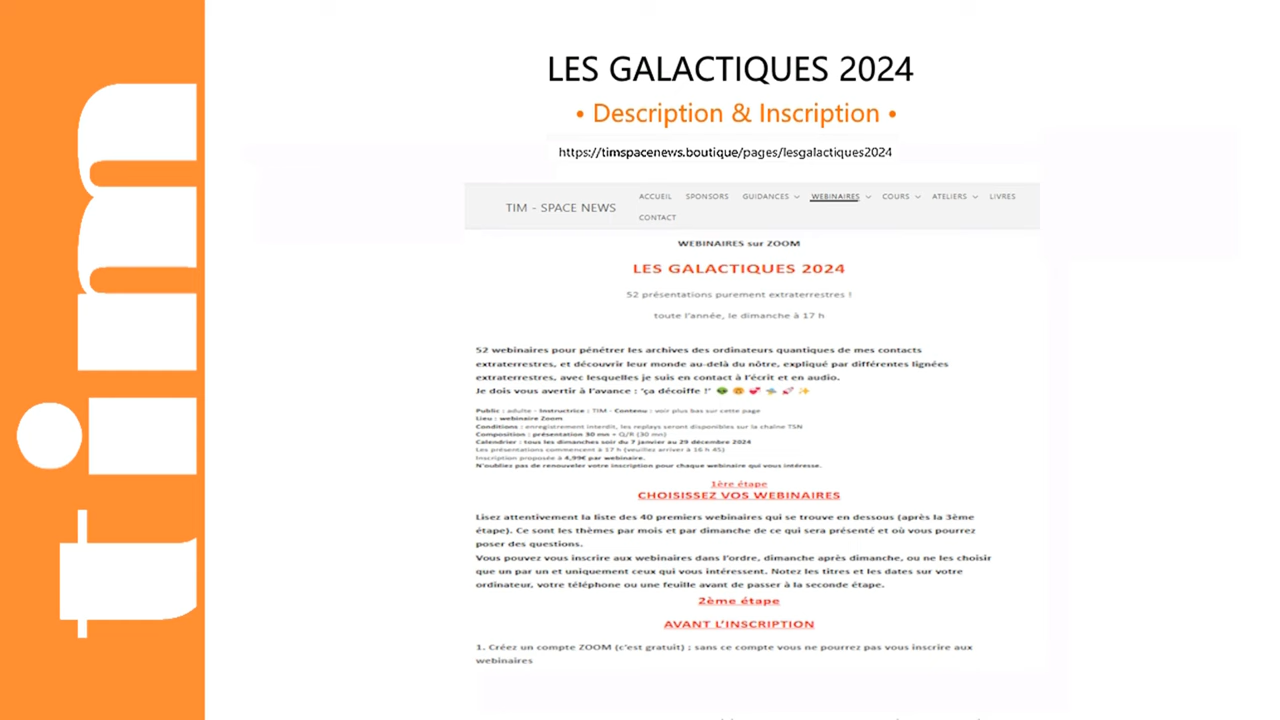 tim
LES GALACTIQUES 2024
• Description & Inscription •
https://timspacenews.boutique/pages/lesgalactiques2024
TIM - SPACE NEWS
ACCUEIL SPONSORS GUIDANCES WEBINAIRES COURS ATELIERS LIVRES
CONTACT
WEBINAIRES sur ZOOM
LES GALACTIQUES 2024
52 présentations purement extraterrestres !
toute l'année, le dimanche à 17 h
52 webinaires pour pénétrer les archives des ordinateurs quantiques de mes contacts
extraterrestres, et découvrir leur monde au-delà du nôtre, expliqué par différentes lignées
extraterrestres, avec lesquelles je suis en contact à l'écrit et en audio.
Je dois vous avertir à l'avance : 'ça décoiffe !'
Public : adulte - Instructrice : TIM - Contenu : voir plus bas sur cette page
Lieu : webinaire Zoom
Conditions : enregistrement interdit, les replays seront disponibles sur la chaîne TSN
Composition : présentation 30 mn + Q/R (30 mn)
Calendrier : tous les dimanches soir du 7 janvier au 29 décembre 2024
Les présentations commencent à 17 h (veuillez arriver à 16 h 45)
Inscription proposée à 4,99€ par webinaire.
N'oubliez pas de renouveler votre inscription pour chaque webinaire qui vous intéresse.
1ère étape
CHOISISSEZ VOS WEBINAIRES
Lisez attentivement la liste des 40 premiers webinaires qui se trouve en dessous (après la 3ème
étape). Ce sont les thèmes par mois et par dimanche de ce qui sera présenté et où vous pourrez
poser des questions.
Vous pouvez vous inscrire aux webinaires dans l'ordre, dimanche après dimanche, ou ne les choisir
que un par un et uniquement ceux qui vous intéressent. Notez les titres et les dates sur votre
ordinateur, votre téléphone ou une feuille avant de passer à la seconde étape.
2ème étape
AVANT L'INSCRIPTION
1. Créez un compte ZOOM (c'est gratuit) ; sans ce compte vous ne pourrez pas vous inscrire aux
webinaires